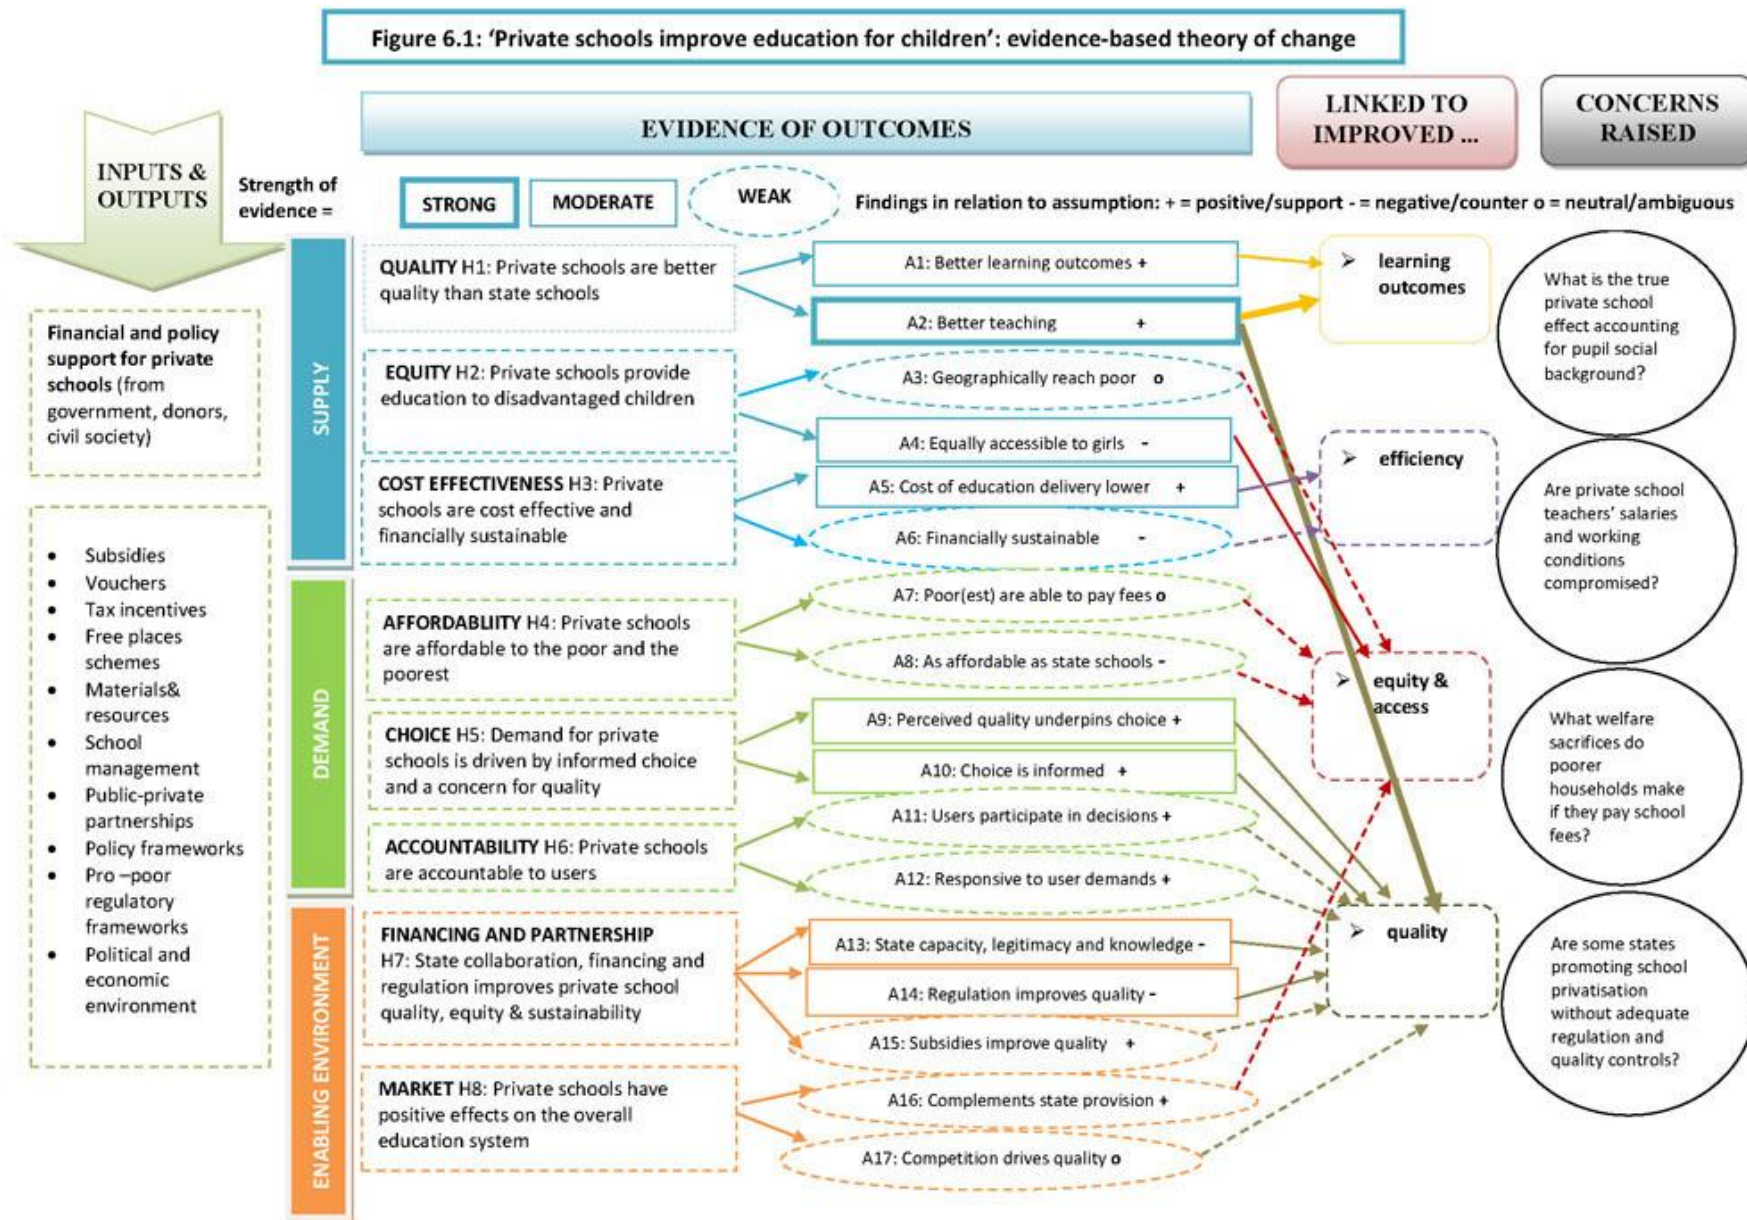 Figure 6.1: ‘Private schools improve education for children’: evidence-based theory of change
INPUTS &
OUTPUTS
EVIDENCE OF OUTCOMES
LINKED TO
IMPROVED ...
CONCERNS
RAISED
Strength of
evidence =
STRONG
MODERATE
WEAK
Findings in relation to assumption: + = positive/support - = negative/counter o = neutral/ambiguous
Financial and policy
support for private
schools (from
government, donors,
civil society)
• Subsidies
• Vouchers
• Tax incentives
• Free places
schemes
• Materials&
resources
• School
management
• Public-private
partnerships
• Policy frameworks
• Pro –poor
regulatory
frameworks
• Political and
economic
environment
SUPPLY
QUALITY H1: Private schools are better
quality than state schools
EQUITY H2: Private schools provide
education to disadvantaged children
COST EFFECTIVENESS H3: Private
schools are cost effective and
financially sustainable
A1: Better learning outcomes +
A2: Better teaching +
A3: Geographically reach poor o
A4: Equally accessible to girls -
A5: Cost of education delivery lower +
A6: Financially sustainable -
DEMAND
AFFORDABLIITY H4: Private schools
are affordable to the poor and the
poorest
CHOICE H5: Demand for private
schools is driven by informed choice
and a concern for quality
ACCOUNTABILITY H6: Private schools
are accountable to users
A7: Poor(est) are able to pay fees o
A8: As affordable as state schools -
A9: Perceived quality underpins choice +
A10: Choice is informed +
A11: Users participate in decisions +
A12: Responsive to user demands +
ENABLING ENVIRONMENT
FINANCING AND PARTNERSHIP
H7: State collaboration, financing and
regulation improves private school
quality, equity & sustainability
MARKET H8: Private schools have
positive effects on the overall
education system
A13: State capacity, legitimacy and knowledge -
A14: Regulation improves quality -
A15: Subsidies improve quality +
A16: Complements state provision +
A17: Competition drives quality o
➢ learning
outcomes
➢ efficiency
➢ equity &
access
➢ quality
What is the true
private school
effect accounting
for pupil social
background?
Are private school
teachers’ salaries
and working
conditions
compromised?
What welfare
sacrifices do
poorer
households make
if they pay school
fees?
Are some states
promoting school
privatisation
without adequate
regulation and
quality controls?